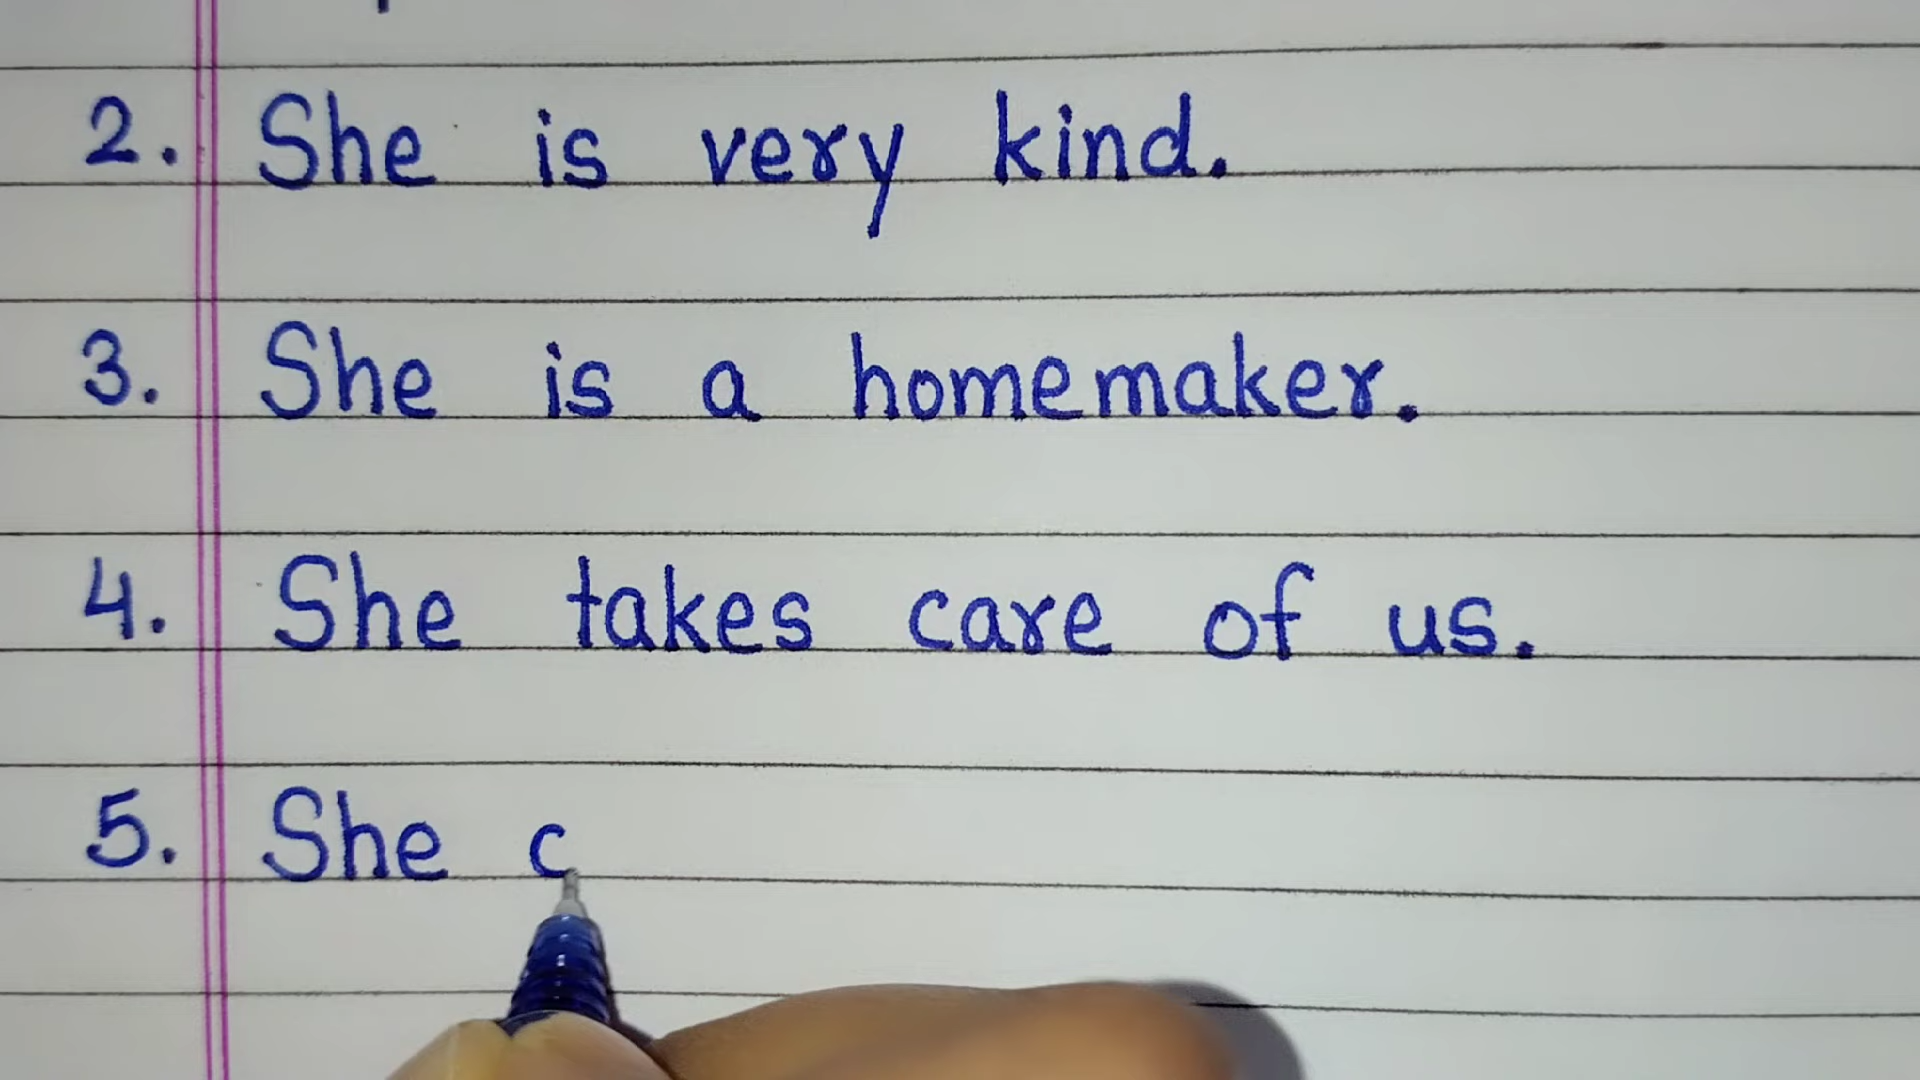 2. She is very kind.
3. She is a homemaker.
4. She takes care of us.
5. She c